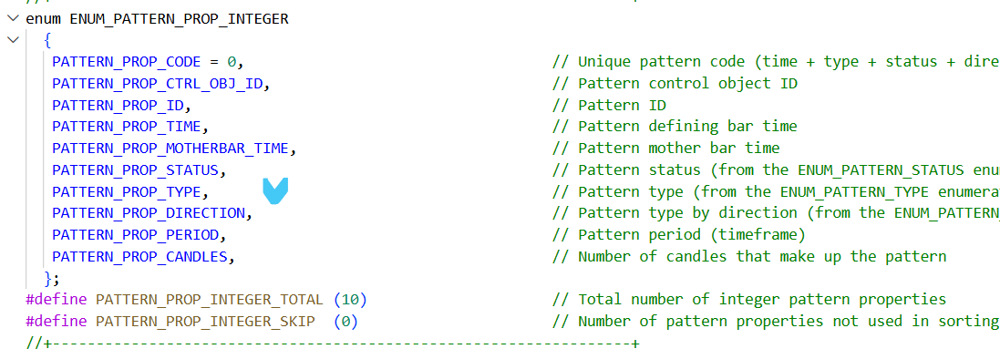 enum ENUM_PATTERN_PROP_INTEGER
{
PATTERN_PROP_CODE = 0, // Unique pattern code (time + type + status + dire
PATTERN_PROP_CTRL_OBJ_ID, // Pattern control object ID
PATTERN_PROP_ID, // Pattern ID
PATTERN_PROP_TIME, // Pattern defining bar time
PATTERN_PROP_MOTHERBAR_TIME, // Pattern mother bar time
PATTERN_PROP_STATUS, // Pattern status (from the ENUM_PATTERN_STATUS enu
PATTERN_PROP_TYPE, // Pattern type (from the ENUM_PATTERN_TYPE enumera
PATTERN_PROP_DIRECTION, // Pattern type by direction (from the ENUM_PATTERN_
PATTERN_PROP_PERIOD, // Pattern period (timeframe)
PATTERN_PROP_CANDLES, // Number of candles that make up the pattern
};
#define PATTERN_PROP_INTEGER_TOTAL (10) // Total number of integer pattern properties
#define PATTERN_PROP_INTEGER_SKIP (0) // Number of pattern properties not used in sorting
//+------------------------------------------------------------------+